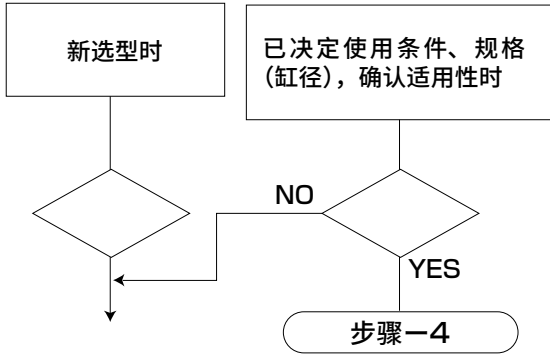 新选型时
已决定使用条件、规格
（缸径），确认适用性时
NO
YES
步骤－4